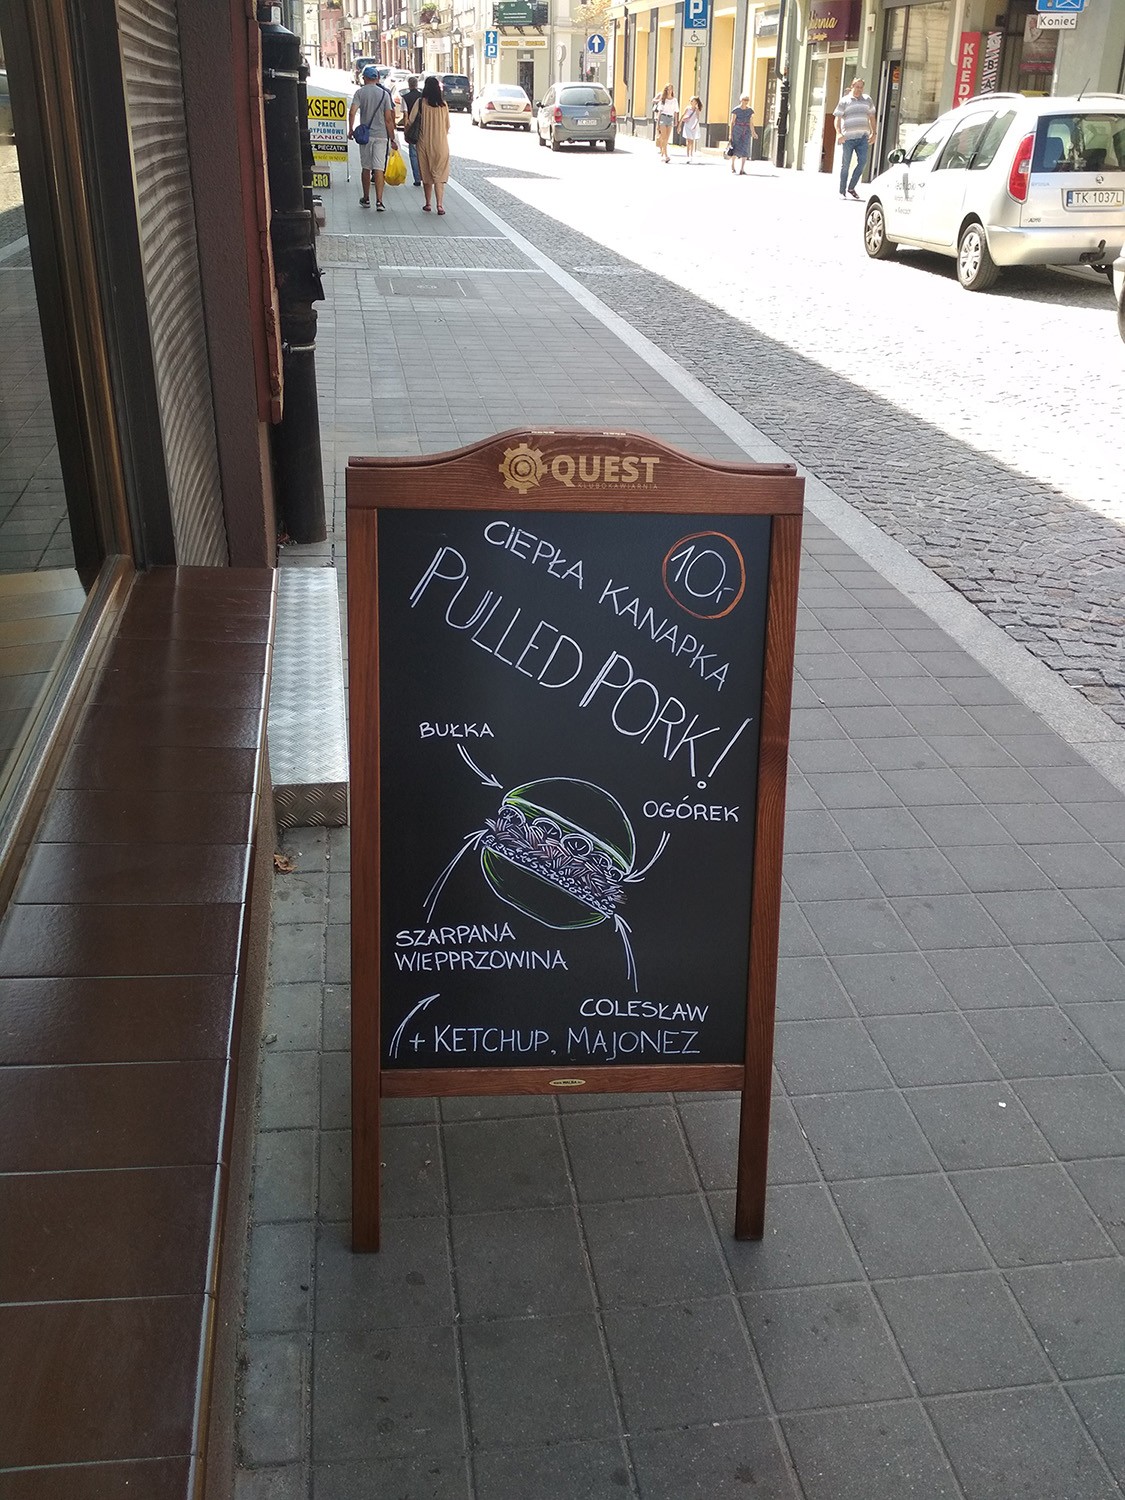 QUEST
KLUBOKAWIARNIA
CIEPŁA KANAPKA
10,-
PULLED PORK!
BUŁKA
OGÓREK
SZARPANA
WIEPPRZOWINA
COLESŁAW
+ KETCHUP, MAJONEZ
KSERO
PRACE
DYPLOMOWE
TANIO
PIECZĄTKI
P
P
Koniec
TK 1037L